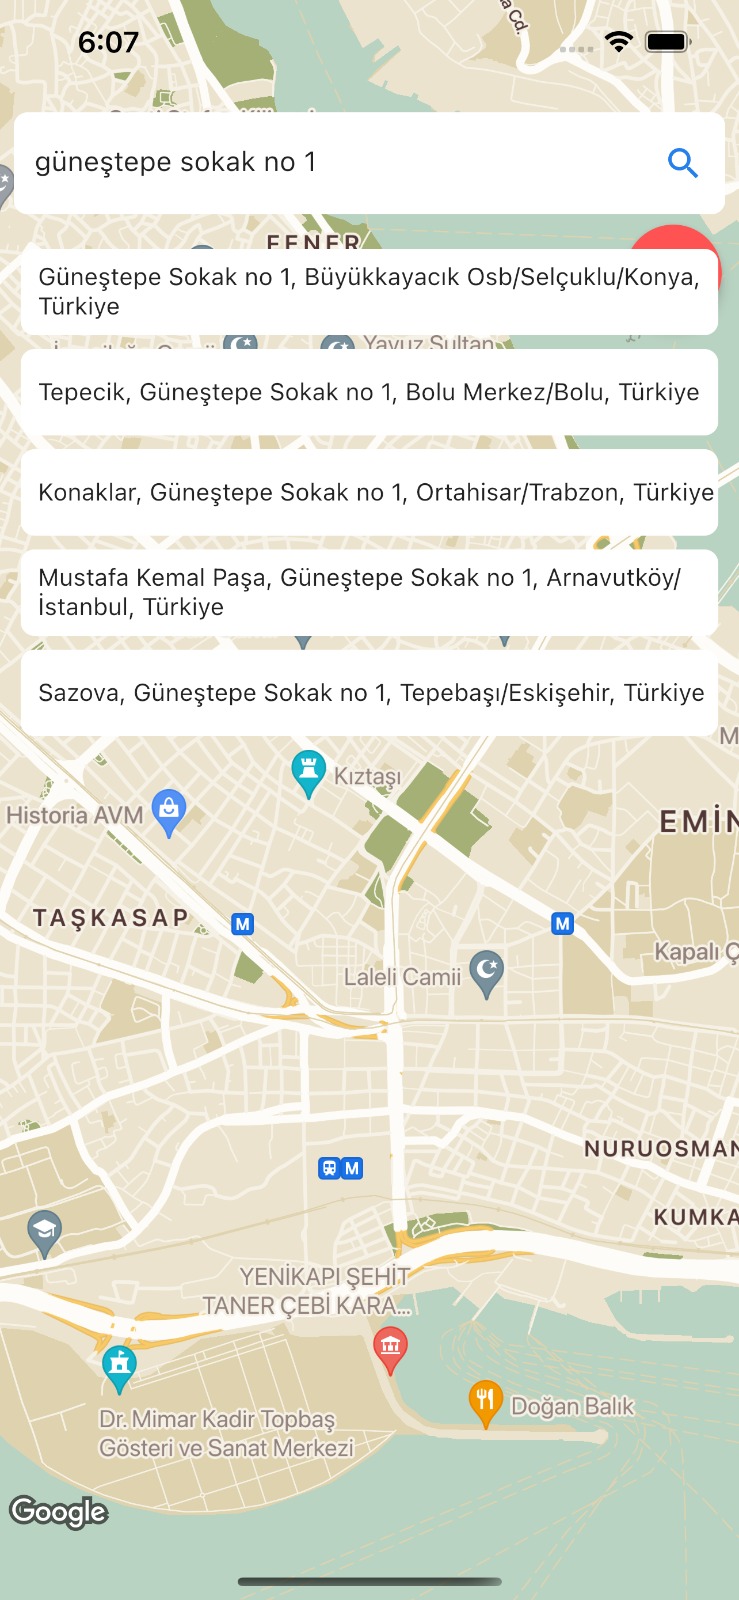 a Cd.
6:07
güneştepe sokak no 1
FENER
Güneştepe Sokak no 1, Büyükkayacık Osb/Selçuklu/Konya,
Türkiye
Yavuz Sultan
Tepecik, Güneştepe Sokak no 1, Bolu Merkez/Bolu, Türkiye
Konaklar, Güneştepe Sokak no 1, Ortahisar/Trabzon, Türkiye
Mustafa Kemal Paşa, Güneştepe Sokak no 1, Arnavutköy/
İstanbul, Türkiye
Sazova, Güneştepe Sokak no 1, Tepebaşı/Eskişehir, Türkiye
M
Kıztaşı
Historia AVM
EMİN
TAŞKASAP
M
M
Kapalı Ç
Laleli Camii
NURUOSMAN
M
KUMKA
YENİKAPI ŞEHİT
TANER ÇEBİ KARA...
Doğan Balık
Dr. Mimar Kadir Topbaş
Gösteri ve Sanat Merkezi
Google